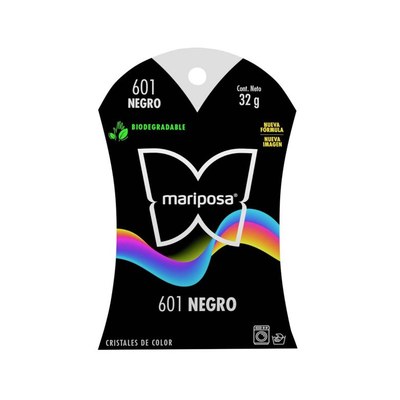 601
NEGRO
Cont. Neto
32 g
BIODEGRADABLE
NUEVA
FÓRMULA
NUEVA
IMAGEN
mariposa®
601 NEGRO
CRISTALES DE COLOR